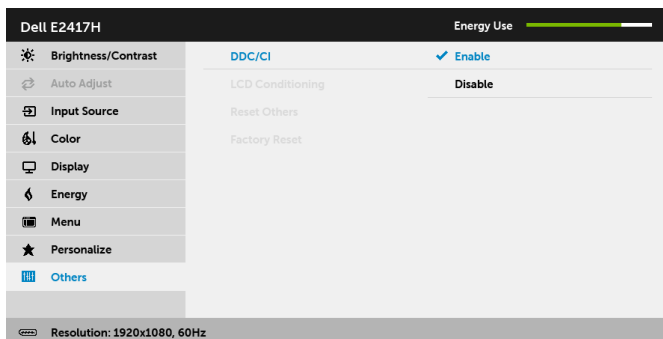 Dell E2417H
Energy Use
Brightness/Contrast
Auto Adjust
Input Source
Color
Display
Energy
Menu
Personalize
Others
DDC/CI
LCD Conditioning
Reset Others
Factory Reset
Enable
Disable
Resolution: 1920x1080, 60Hz